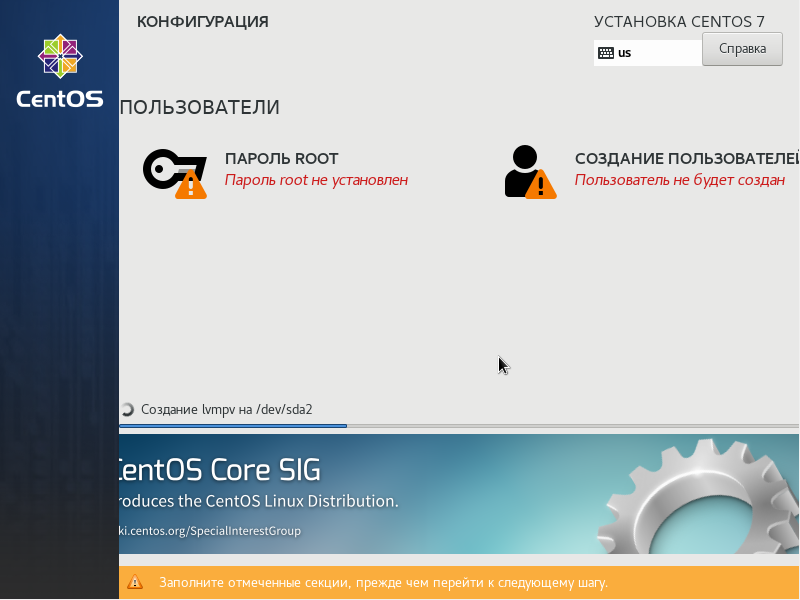 КОНФИГУРАЦИЯ
УСТАНОВКА CENTOS 7
us
Справка
CentOS
ПОЛЬЗОВАТЕЛИ
ПАРОЛЬ ROOT
Пароль root не установлен
СОЗДАНИЕ ПОЛЬЗОВАТЕЛЕЙ
Пользователь не будет создан
Создание lvmpv на /dev/sda2
CentOS Core SIG
roduces the CentOS Linux Distribution.
ki.centos.org/SpecialInterestGroup
Заполните отмеченные секции, прежде чем перейти к следующему шагу.